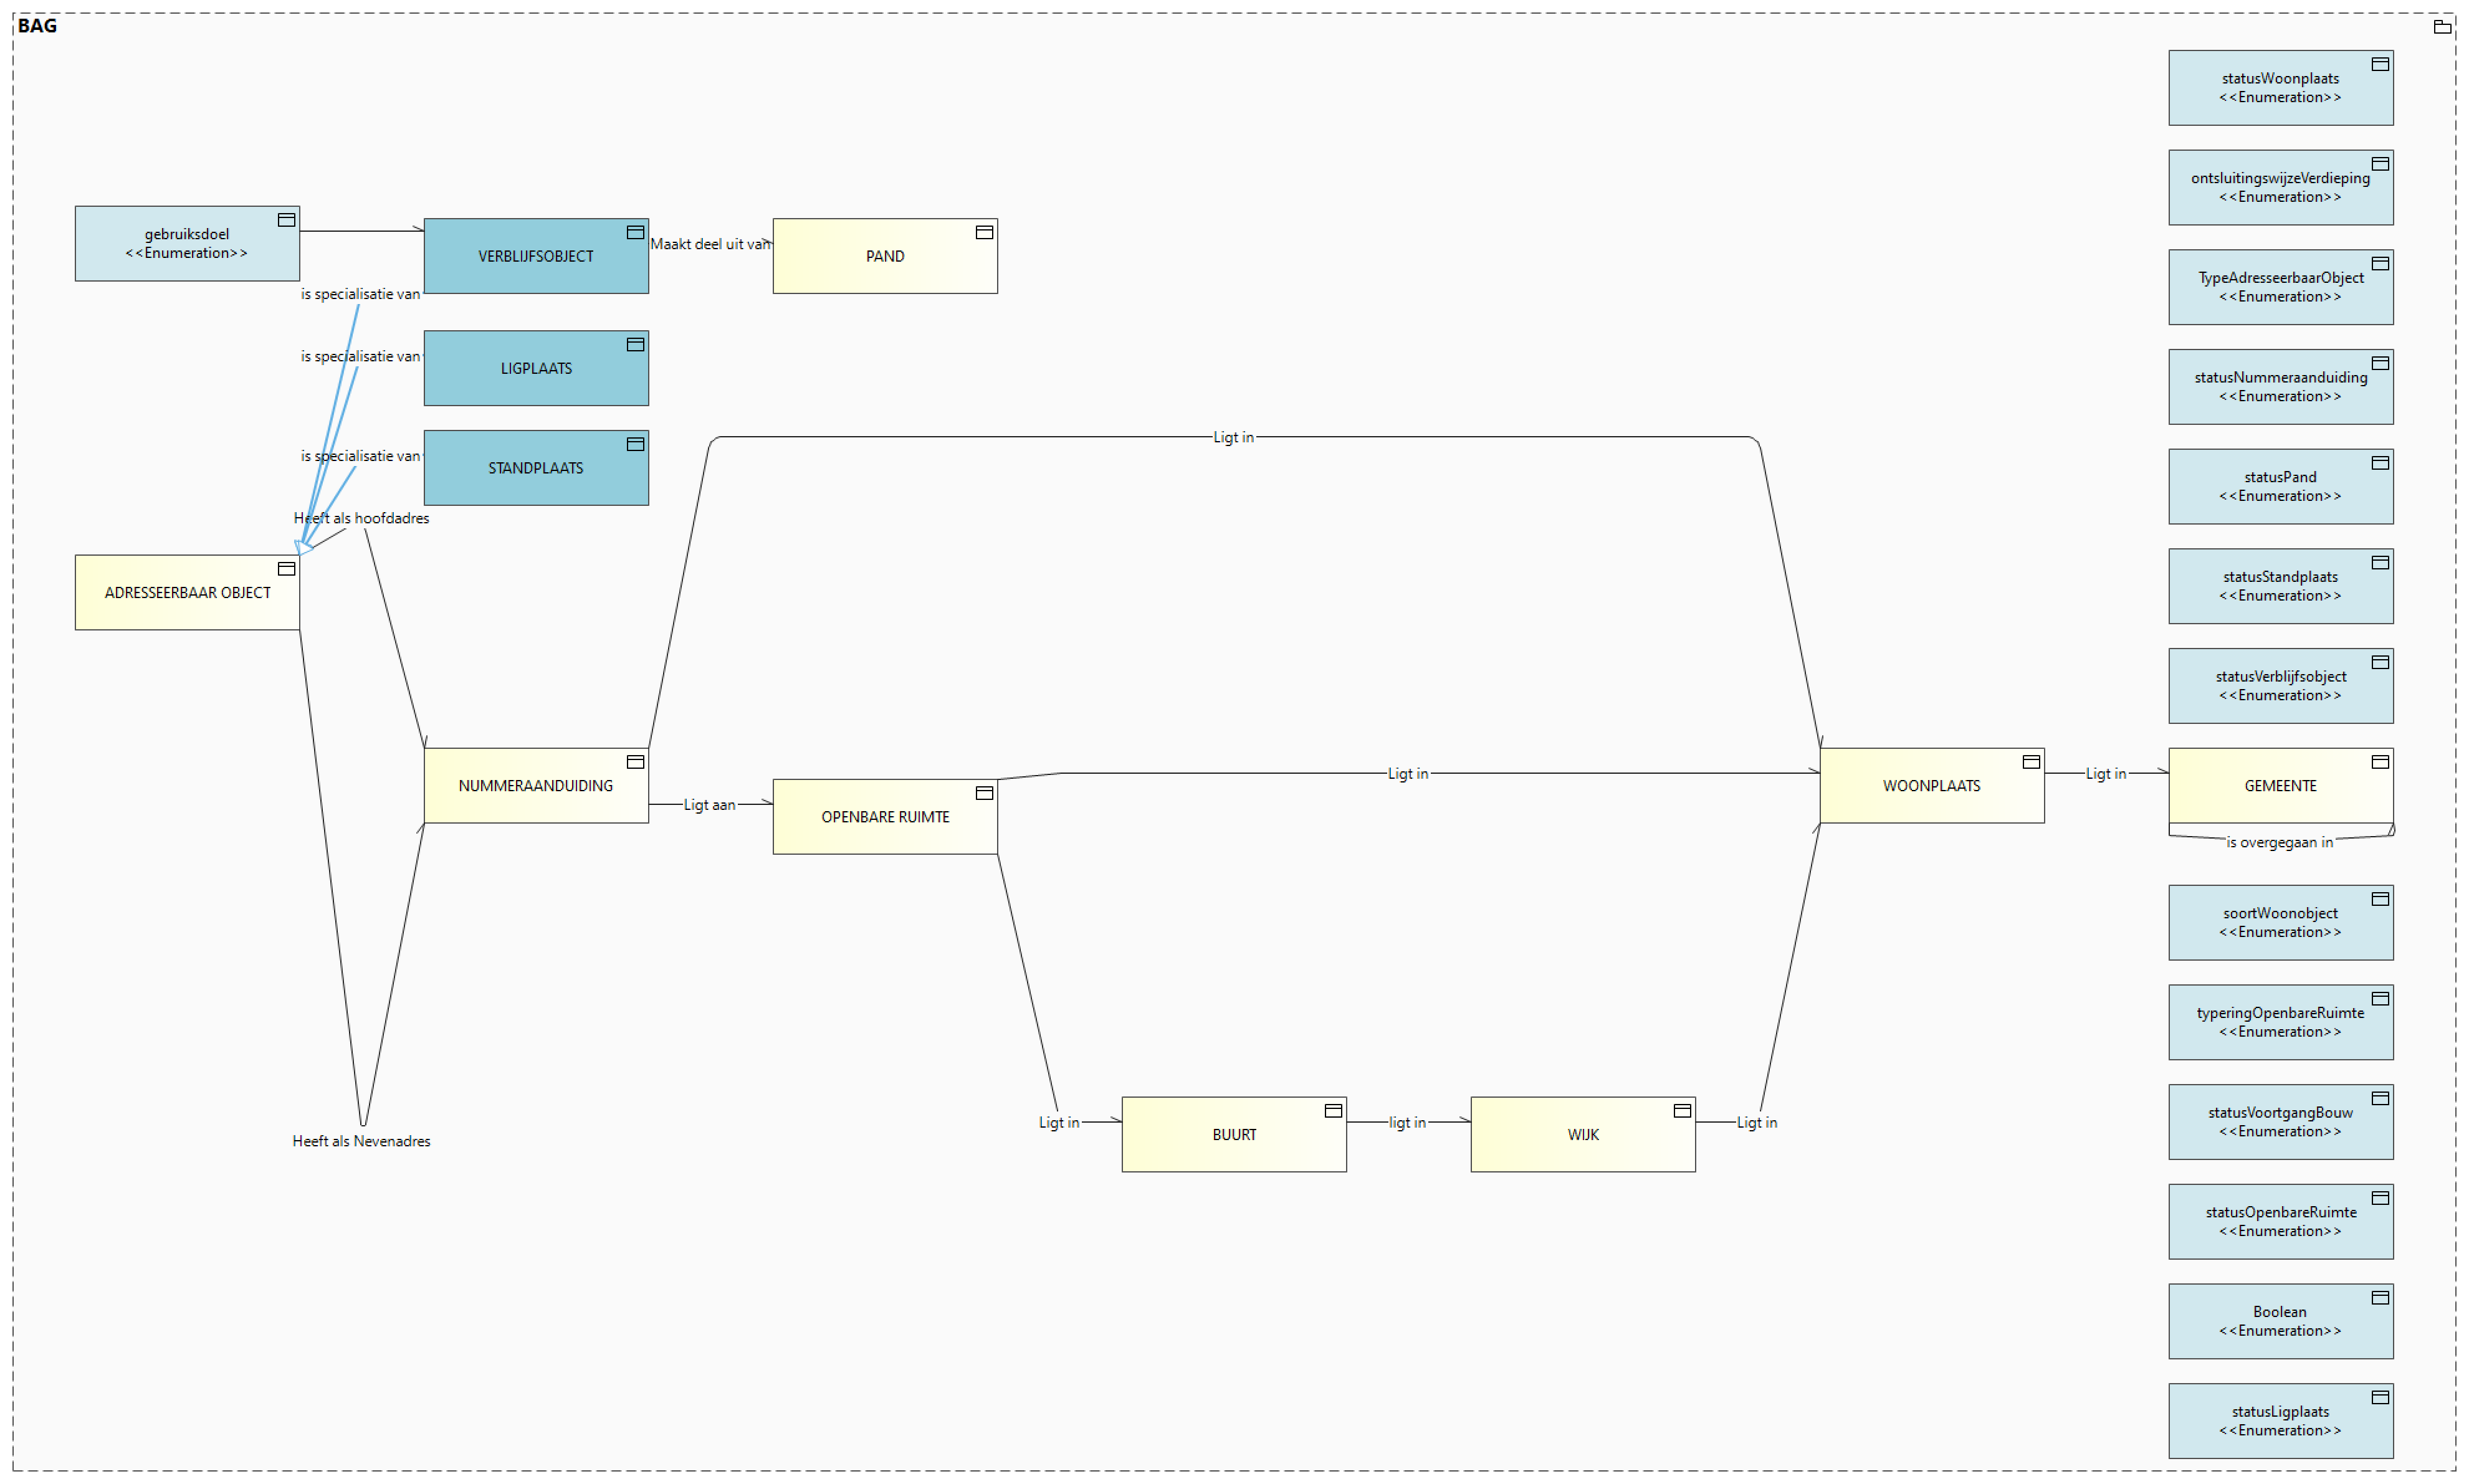 BAG
statusWoonplaats
<<Enumeration>>
ontsluitingswijzeVerdieping
<<Enumeration>>
gebruiksdoel
<<Enumeration>>
VERBLIJFSOBJECT
Maakt deel uit van
PAND
TypeAdresseerbaarObject
<<Enumeration>>
is specialisatie van
is specialisatie van
LIGPLAATS
statusNummeraanduiding
<<Enumeration>>
Ligt in
is specialisatie van
STANDPLAATS
statusPand
<<Enumeration>>
Heeft als hoofdadres
ADRESSEERBAAR OBJECT
statusStandplaats
<<Enumeration>>
statusVerblijfsobject
<<Enumeration>>
NUMMERAANDUIDING
Ligt aan
OPENBARE RUIMTE
Ligt in
WOONPLAATS
Ligt in
GEMEENTE
is overgegaan in
soortWoonobject
<<Enumeration>>
typeringOpenbareRuimte
<<Enumeration>>
Heeft als Nevenadres
Ligt in
BUURT
ligt in
WIJK
Ligt in
statusVoortgangBouw
<<Enumeration>>
statusOpenbareRuimte
<<Enumeration>>
Boolean
<<Enumeration>>
statusLigplaats
<<Enumeration>>